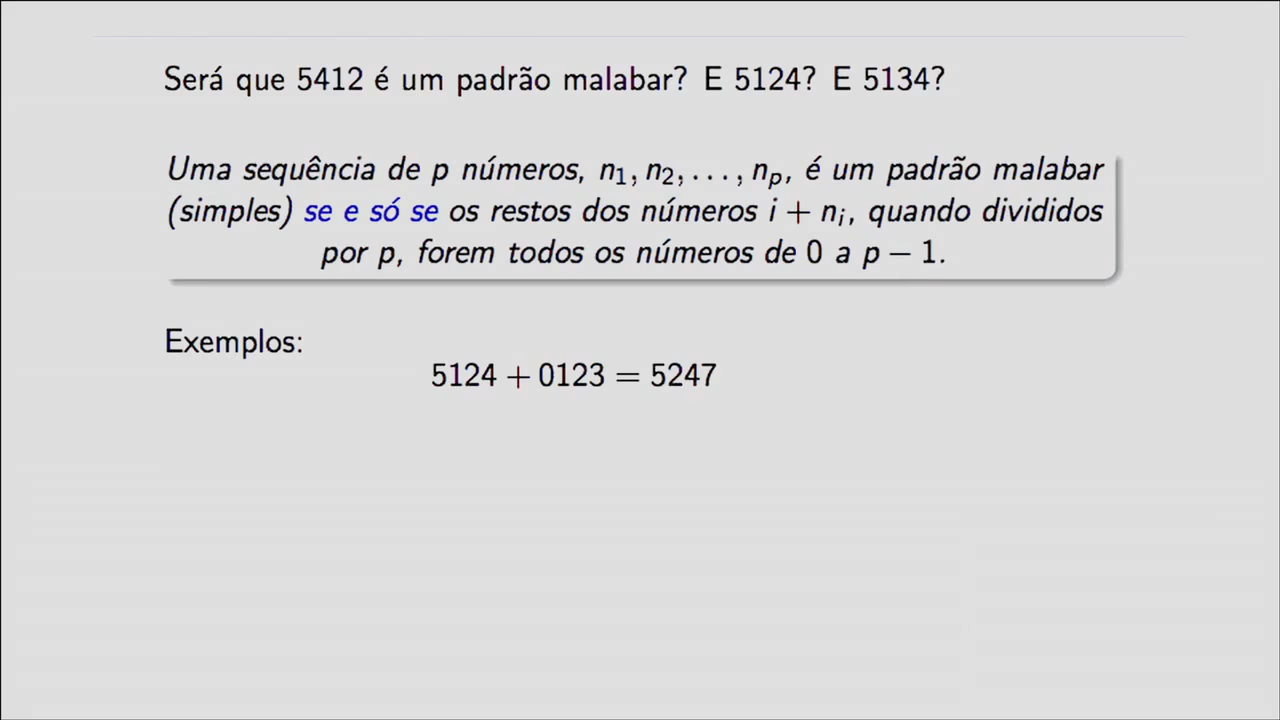 Será que 5412 é um padrão malabar? E 5124? E 5134?
Uma sequência de p números, n₁, n₂, . . . , nₚ, é um padrão malabar
(simples) se e só se os restos dos números i + nᵢ, quando divididos
por p, forem todos os números de 0 a p − 1.
Exemplos:
5124 + 0123 = 5247